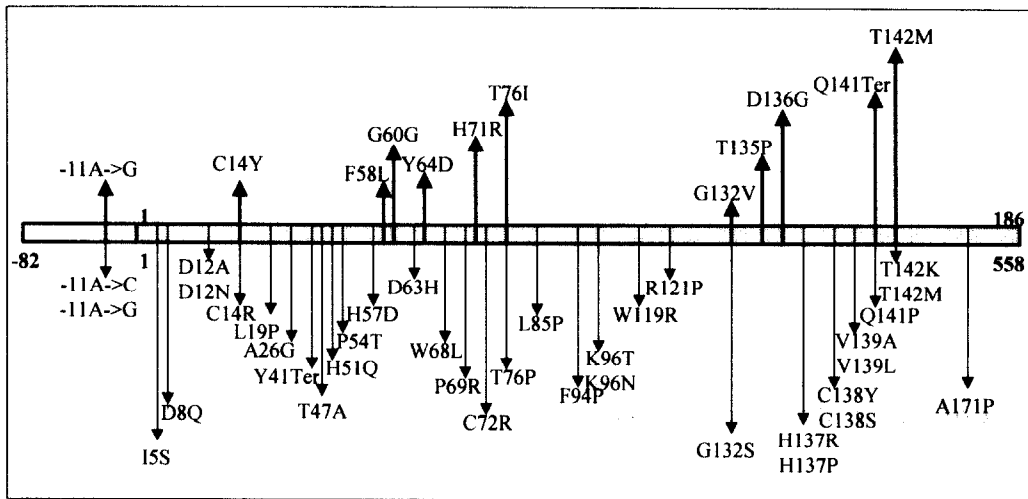 T142M
Q141Ter
T76I
D136G
H71R
G60G
T135P
C14Y
-11A->G
F58L
Y64D
G132V
1
186
-82
1
558
-11A->C
-11A->G
D12A
D12N
C14R
L19P
A26G
Y41Ter
T47A
H51Q
P54T
H57D
D63H
W68L
P69R
C72R
T76P
L85P
F94P
K96T
K96N
W119R
R121P
G132S
H137R
H137P
C138Y
C138S
V139A
V139L
Q141P
T142K
T142M
A171P
D8Q
I5S